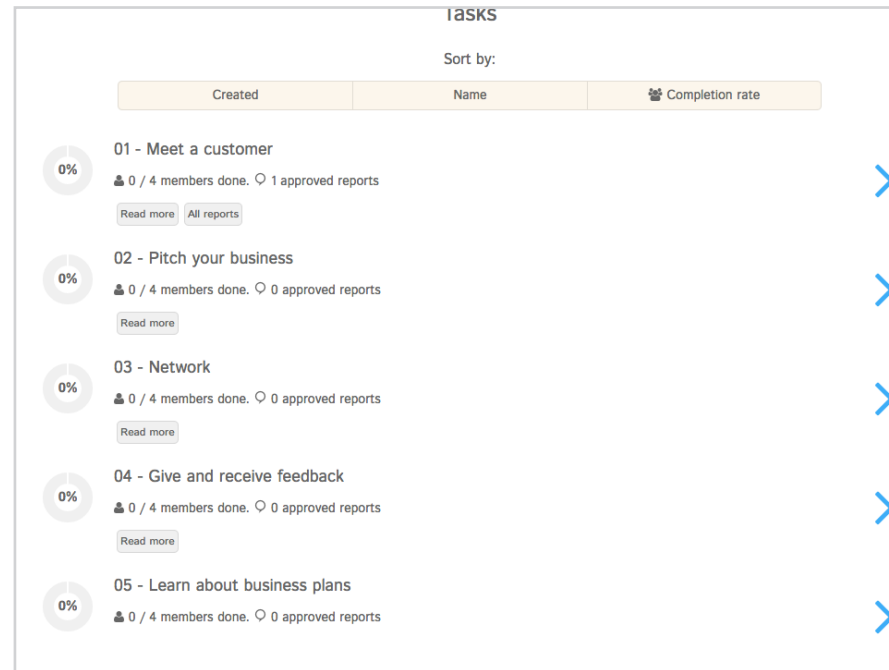 Tasks
Sort by:
Created Name Completion rate
01 - Meet a customer
0% 0 / 4 members done. 1 approved reports
Read more All reports
02 - Pitch your business
0% 0 / 4 members done. 0 approved reports
Read more
03 - Network
0% 0 / 4 members done. 0 approved reports
Read more
04 - Give and receive feedback
0% 0 / 4 members done. 0 approved reports
Read more
05 - Learn about business plans
0% 0 / 4 members done. 0 approved reports